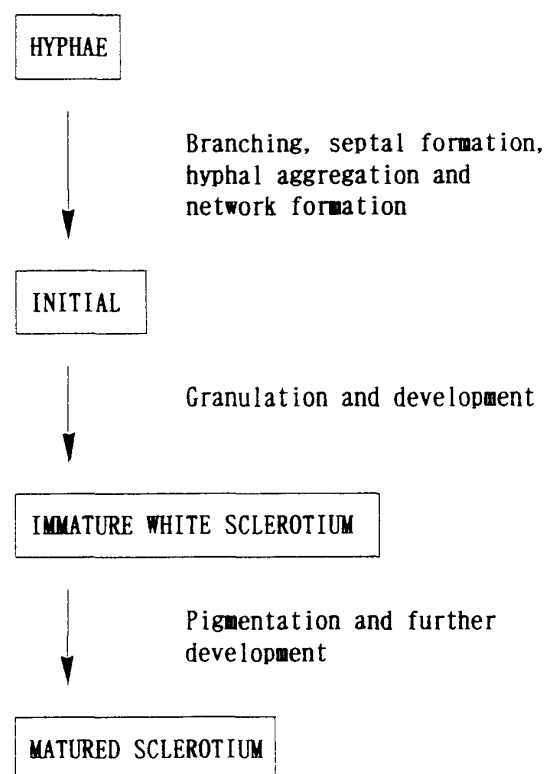 HYPHAE
Branching, septal formation,
hyphal aggregation and
network formation
INITIAL
Granulation and development
IMMATURE WHITE SCLEROTIUM
Pigmentation and further
development
MATURED SCLEROTIUM